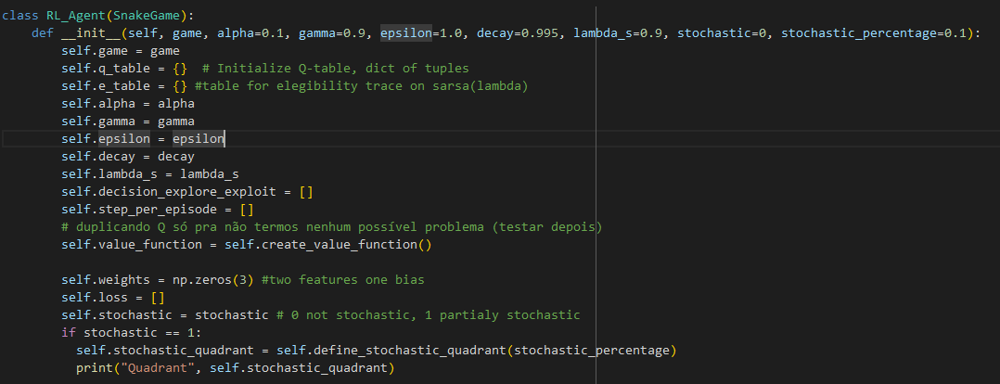 class RL_Agent(SnakeGame):
    def __init__(self, game, alpha=0.1, gamma=0.9, epsilon=1.0, decay=0.995, lambda_s=0.9, stochastic=0, stochastic_percentage=0.1):
        self.game = game
        self.q_table = {}  # Initialize Q-table, dict of tuples
        self.e_table = {} #table for elegibility trace on sarsa(lambda)
        self.alpha = alpha
        self.gamma = gamma
        self.epsilon = epsilon
        self.decay = decay
        self.lambda_s = lambda_s
        self.decision_explore_exploit = []
        self.step_per_episode = []
        # duplicando Q só pra não termos nenhum possível problema (testar depois)
        self.value_function = self.create_value_function()

        self.weights = np.zeros(3) #two features one bias
        self.loss = []
        self.stochastic = stochastic # 0 not stochastic, 1 partialy stochastic
        if stochastic == 1:
          self.stochastic_quadrant = self.define_stochastic_quadrant(stochastic_percentage)
          print("Quadrant", self.stochastic_quadrant)